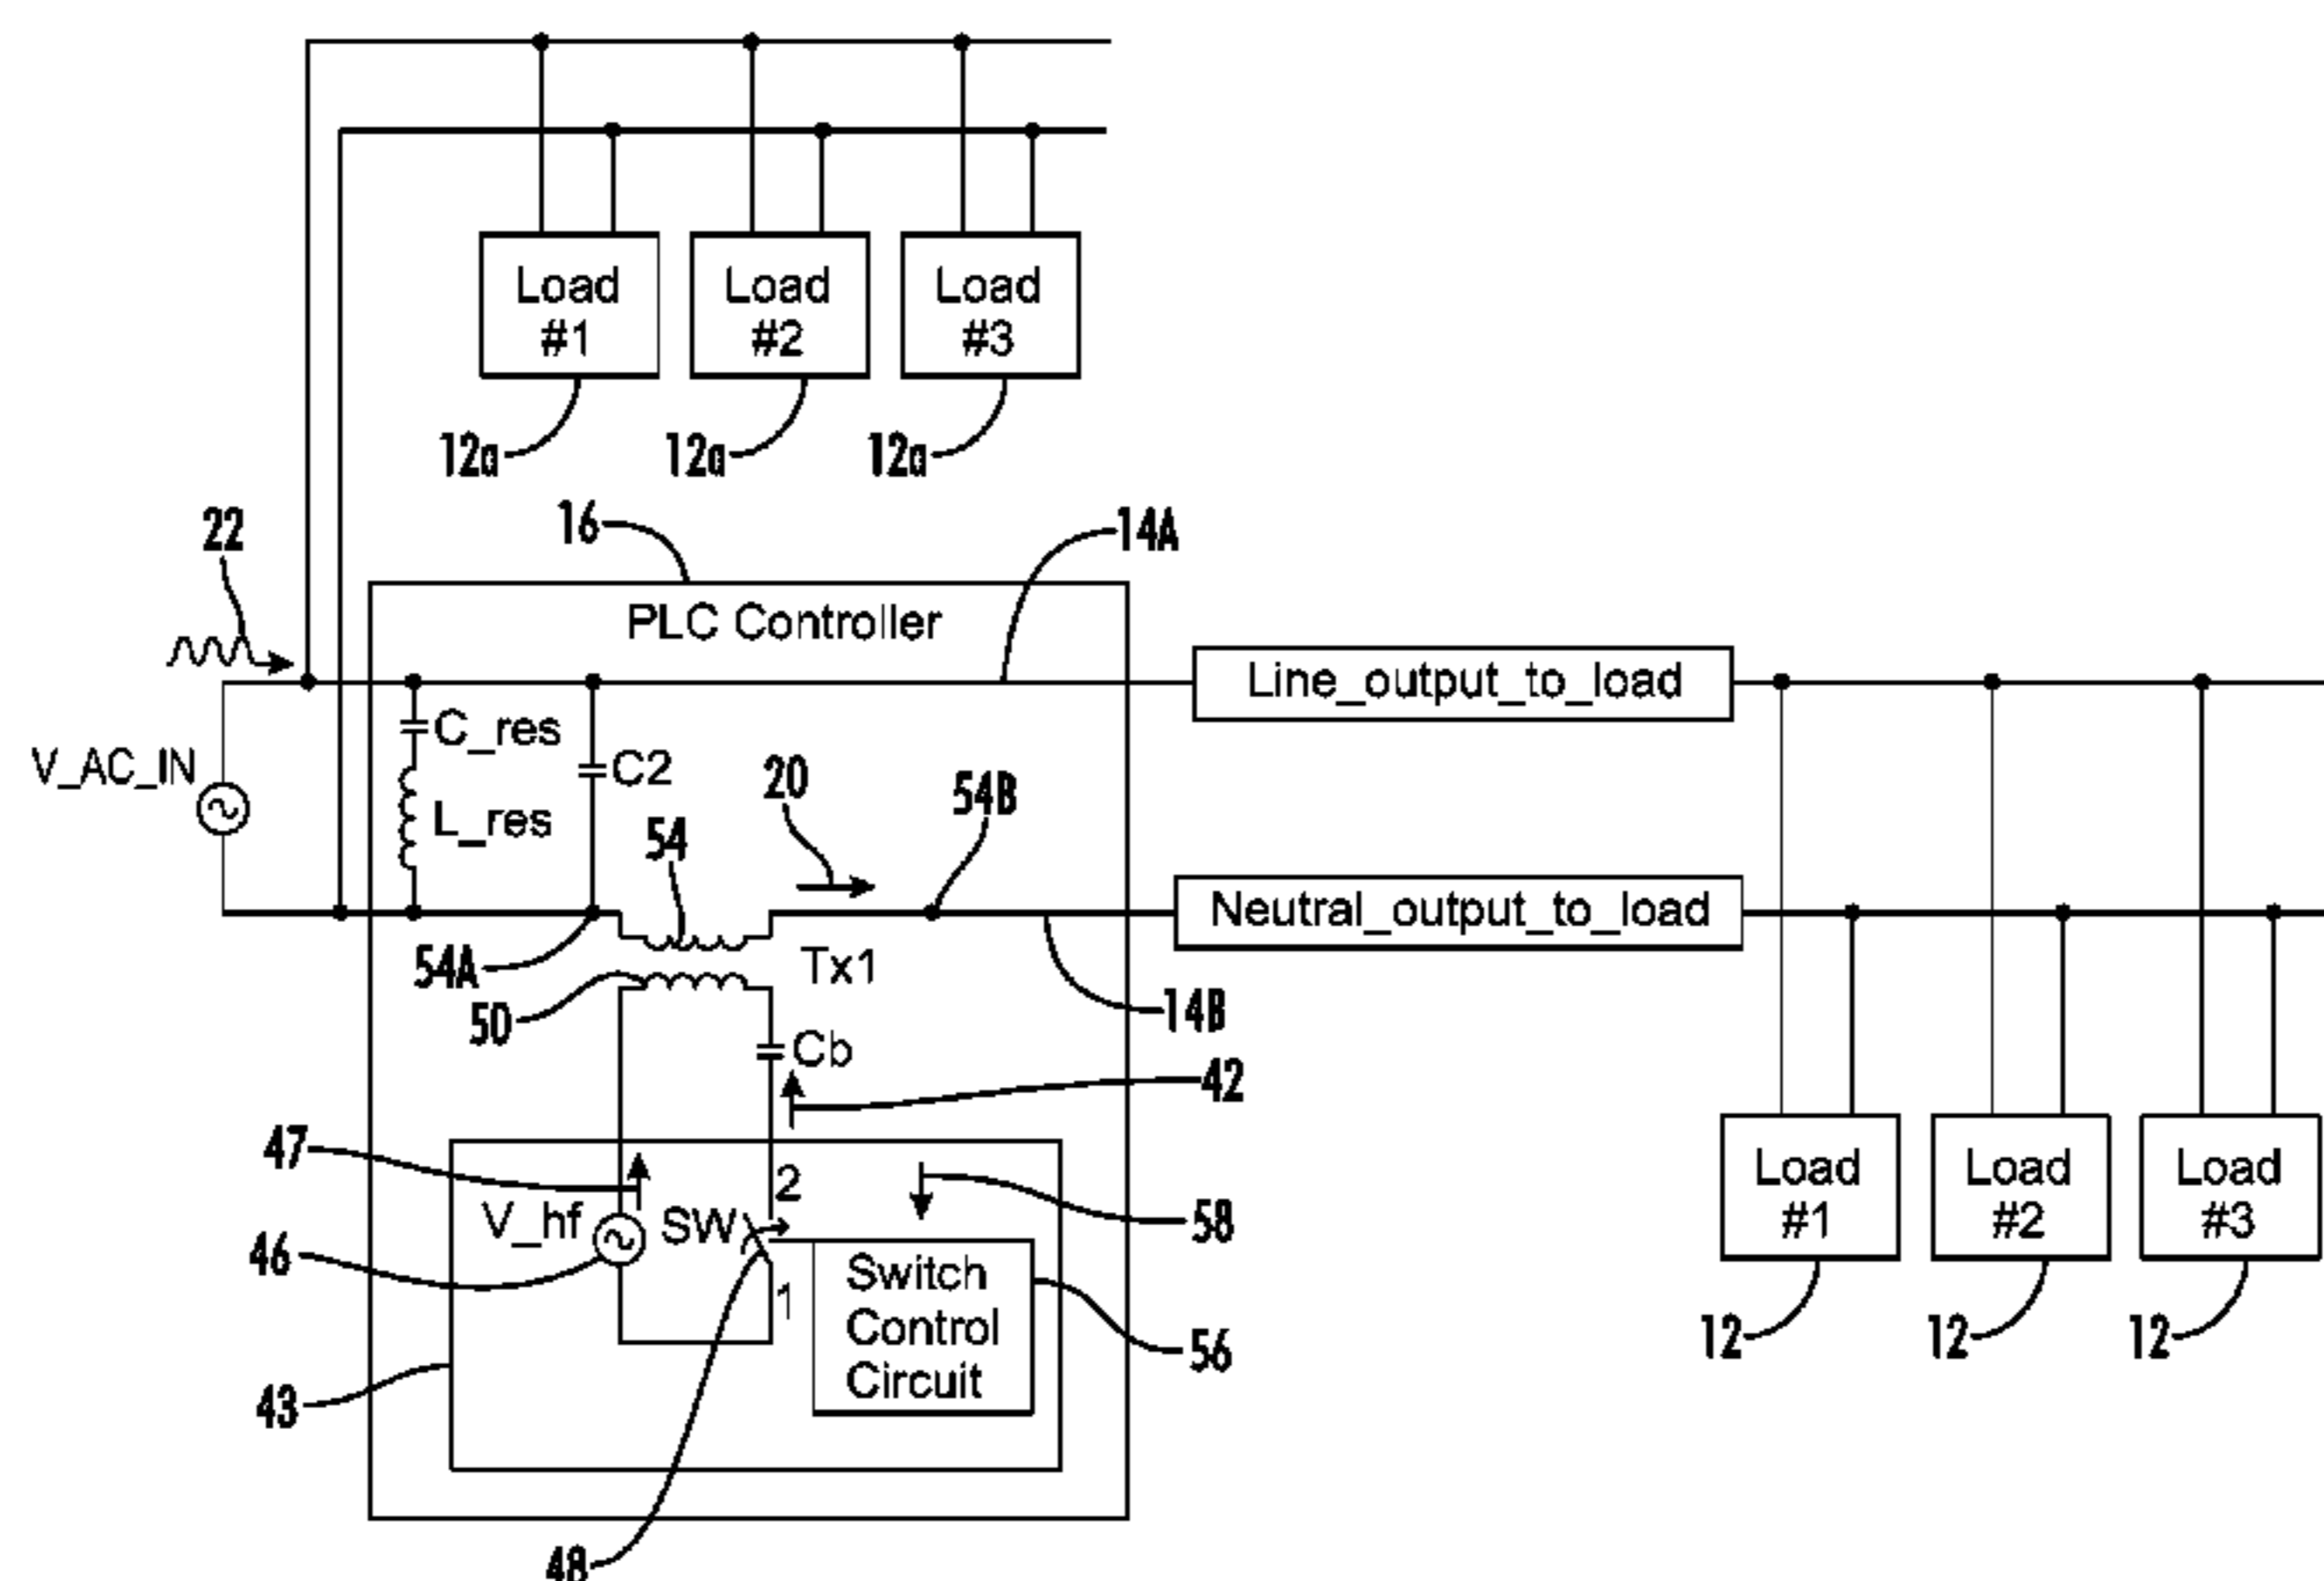 Load
#1
Load
#2
Load
#3
12a
12a
12a
22
16
14A
PLC Controller
Line_output_to_load
V_AC_IN
C_res
L_res
C2
20
54
54B
Neutral_output_to_load
54A
Tx1
50
14B
Cb
42
47
V_hf
SW
2
1
58
46
Switch
Control
Circuit
56
43
48
Load
#1
Load
#2
Load
#3
12
12
12